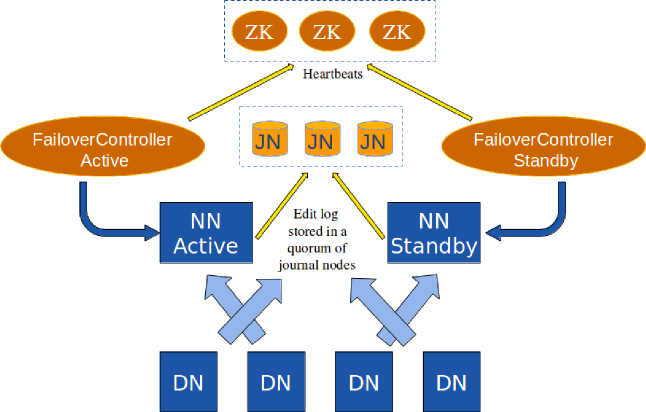 ZK ZK ZK
Heartbeats
FailoverController
Active
JN JN JN
FailoverController
Standby
NN
Active
Edit log
stored in a
quorum of
journal nodes
NN
Standby
DN DN DN DN